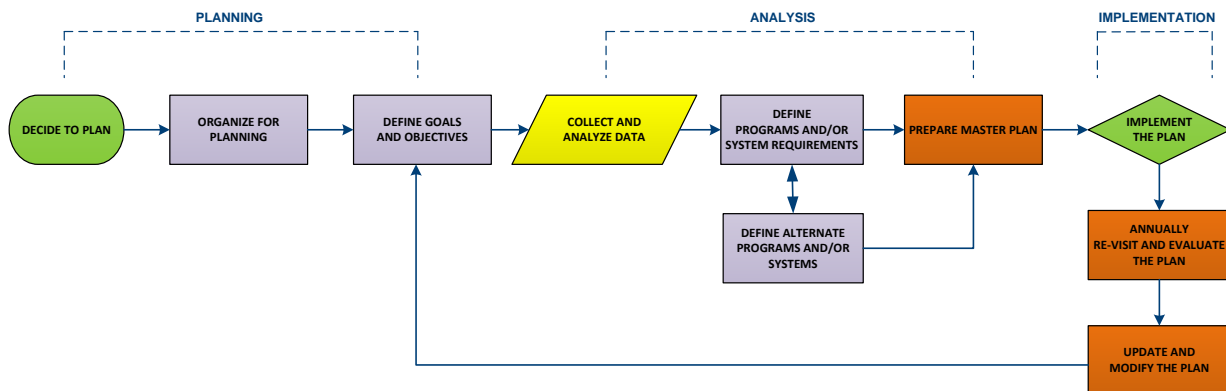 PLANNING
ANALYSIS
IMPLEMENTATION
DECIDE TO PLAN
ORGANIZE FOR
PLANNING
DEFINE GOALS
AND OBJECTIVES
COLLECT AND
ANALYZE DATA
DEFINE
PROGRAMS AND/OR
SYSTEM REQUIREMENTS
PREPARE MASTER PLAN
IMPLEMENT
THE PLAN
DEFINE ALTERNATE
PROGRAMS AND/OR
SYSTEMS
ANNUALLY
RE-VISIT AND EVALUATE
THE PLAN
UPDATE AND
MODIFY THE PLAN